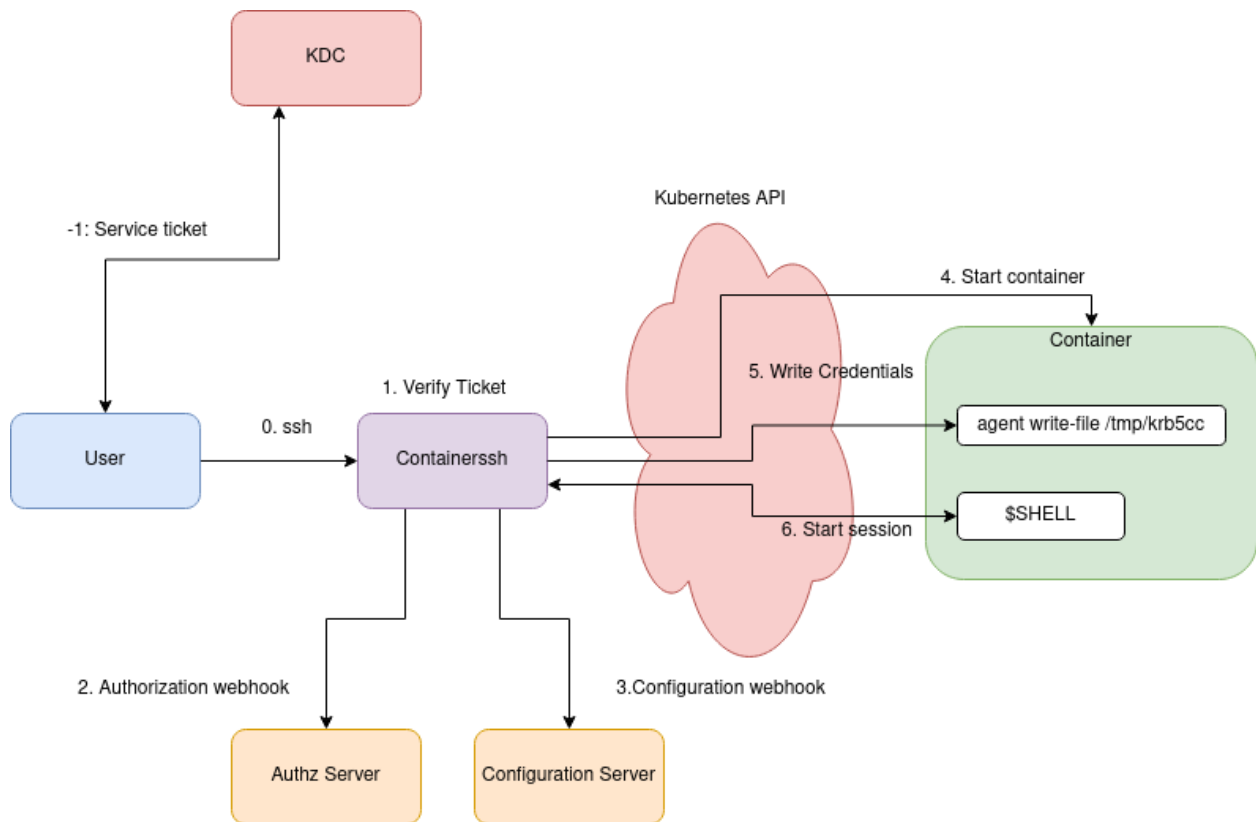 KDC
-1: Service ticket
Kubernetes API
4. Start container
Container
5. Write Credentials
1. Verify Ticket
0. ssh
agent write-file /tmp/krb5cc
User
Containerssh
$SHELL
6. Start session
2. Authorization webhook
3.Configuration webhook
Authz Server
Configuration Server